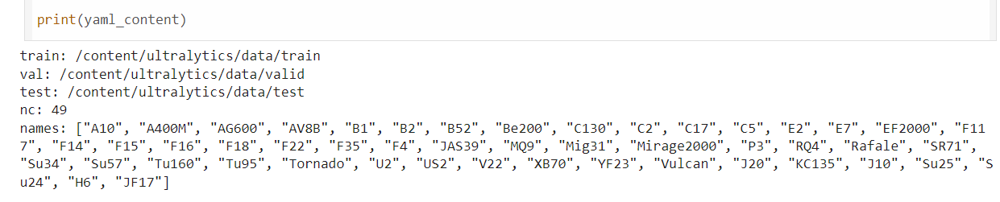 print(yaml_content)
train: /content/ultralytics/data/train
val: /content/ultralytics/data/valid
test: /content/ultralytics/data/test
nc: 49
names: ["A10", "A400M", "AG600", "AV8B", "B1", "B2", "B52", "Be200", "C130", "C2", "C17", "C5", "E2", "E7", "EF2000", "F11
7", "F14", "F15", "F16", "F18", "F22", "F35", "F4", "JAS39", "MQ9", "Mig31", "Mirage2000", "P3", "RQ4", "Rafale", "SR71",
"Su34", "Su57", "Tu160", "Tu95", "Tornado", "U2", "US2", "V22", "XB70", "YF23", "Vulcan", "J20", "KC135", "J10", "Su25", "S
u24", "H6", "JF17"]